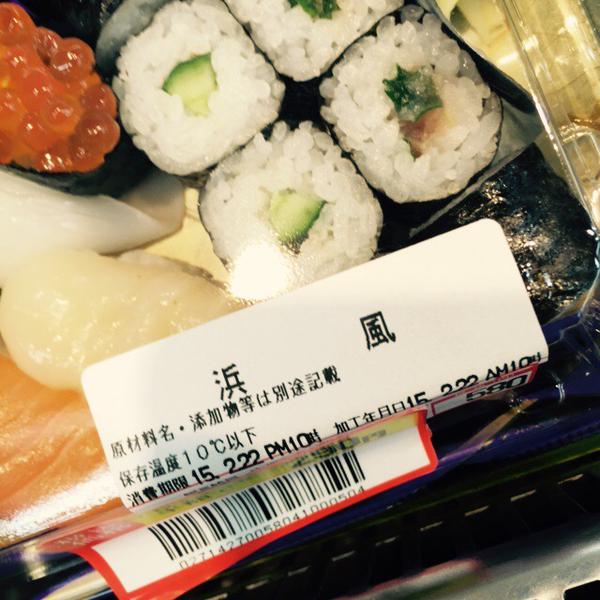 浜 風
原材料名・添加物等は別途記載
保存温度10℃以下 加工年月日15. 2.22 AM10時
消費期限15. 2.22 PM10時
580
02714270058041000504